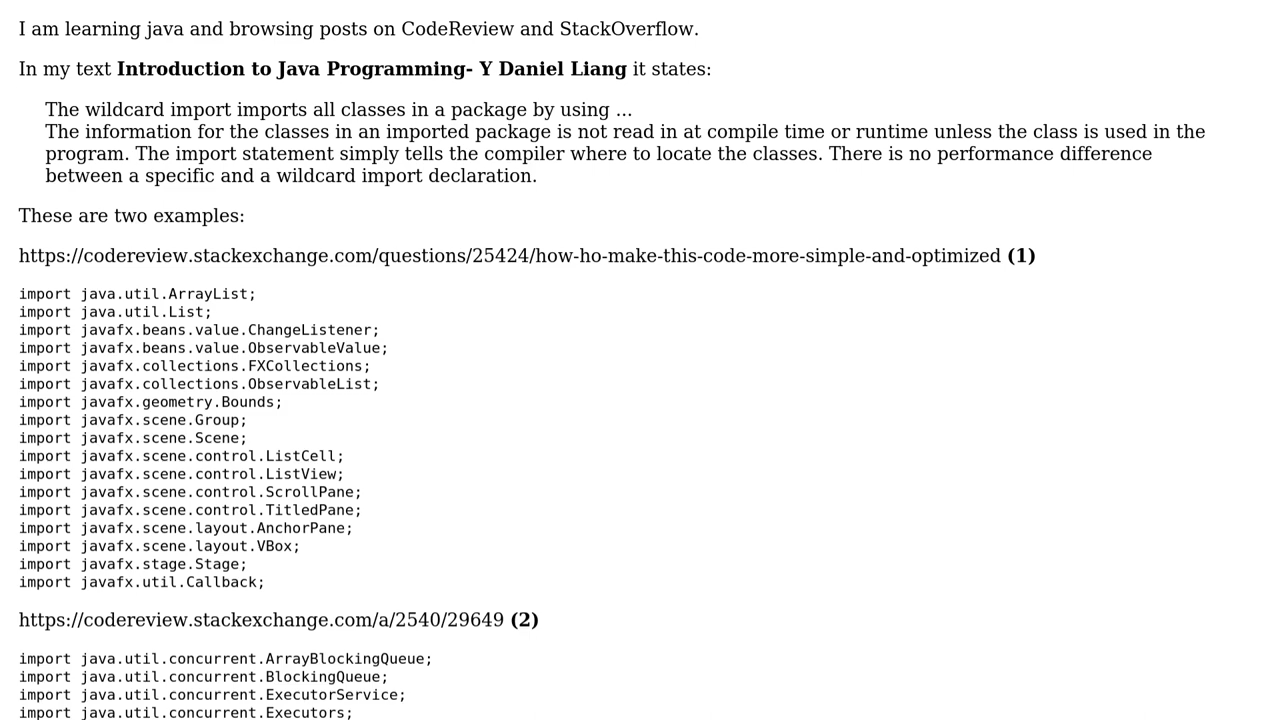 I am learning java and browsing posts on CodeReview and StackOverflow.
In my text Introduction to Java Programming- Y Daniel Liang it states:
The wildcard import imports all classes in a package by using ...
The information for the classes in an imported package is not read in at compile time or runtime unless the class is used in the
program. The import statement simply tells the compiler where to locate the classes. There is no performance difference
between a specific and a wildcard import declaration.
These are two examples:
https://codereview.stackexchange.com/questions/25424/how-ho-make-this-code-more-simple-and-optimized (1)
import java.util.ArrayList;
import java.util.List;
import javafx.beans.value.ChangeListener;
import javafx.beans.value.ObservableValue;
import javafx.collections.FXCollections;
import javafx.collections.ObservableList;
import javafx.geometry.Bounds;
import javafx.scene.Group;
import javafx.scene.Scene;
import javafx.scene.control.ListCell;
import javafx.scene.control.ListView;
import javafx.scene.control.ScrollPane;
import javafx.scene.control.TitledPane;
import javafx.scene.layout.AnchorPane;
import javafx.scene.layout.VBox;
import javafx.stage.Stage;
import javafx.util.Callback;
https://codereview.stackexchange.com/a/2540/29649 (2)
import java.util.concurrent.ArrayBlockingQueue;
import java.util.concurrent.BlockingQueue;
import java.util.concurrent.ExecutorService;
import java.util.concurrent.Executors;